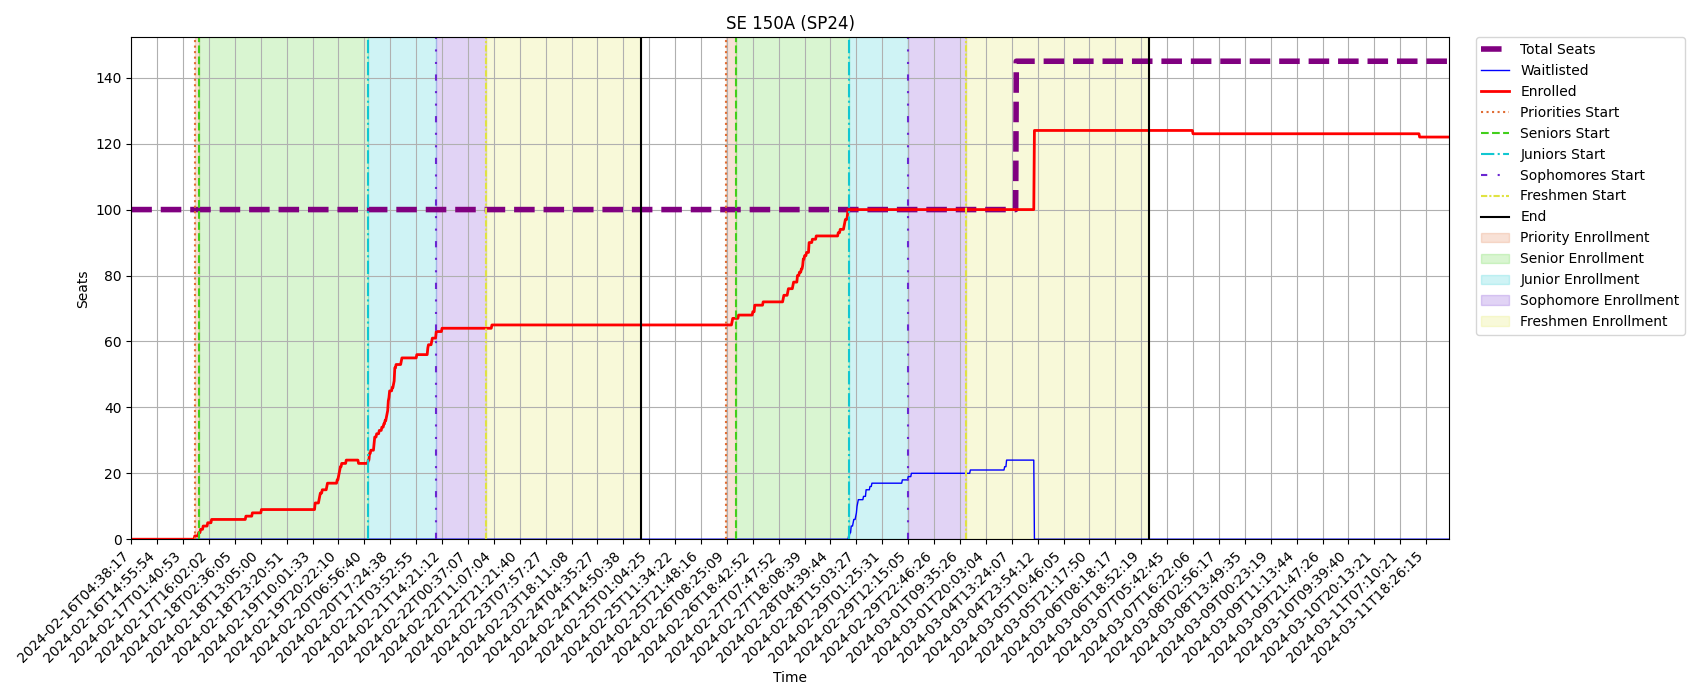 SE 150A (SP24)
Seats
140
120
100
80
60
40
20
0
2024-02-16T04:38:17
2024-02-16T14:55:54
2024-02-17T01:40:53
2024-02-17T16:02:02
2024-02-18T02:36:05
2024-02-18T13:05:00
2024-02-18T23:20:51
2024-02-19T10:01:33
2024-02-19T20:22:10
2024-02-20T06:56:40
2024-02-20T17:24:38
2024-02-21T03:52:55
2024-02-21T14:21:12
2024-02-22T00:37:07
2024-02-22T11:07:04
2024-02-22T21:21:40
2024-02-23T07:57:27
2024-02-23T18:11:08
2024-02-24T04:35:27
2024-02-24T14:50:38
2024-02-25T01:04:25
2024-02-25T11:34:22
2024-02-25T21:48:16
2024-02-26T08:25:09
2024-02-26T18:42:52
2024-02-27T07:47:52
2024-02-27T18:08:39
2024-02-28T04:39:44
2024-02-28T15:03:27
2024-02-29T01:25:31
2024-02-29T12:15:05
2024-02-29T22:46:26
2024-03-01T09:35:26
2024-03-01T20:03:04
2024-03-04T13:24:07
2024-03-04T23:54:12
2024-03-05T10:46:05
2024-03-05T21:17:50
2024-03-06T08:18:17
2024-03-06T18:52:19
2024-03-07T05:42:45
2024-03-07T16:22:06
2024-03-08T02:56:17
2024-03-08T13:49:35
2024-03-09T00:23:19
2024-03-09T11:13:44
2024-03-09T21:47:26
2024-03-10T09:39:40
2024-03-10T20:13:21
2024-03-11T07:10:21
2024-03-11T18:26:15
Time
Total Seats
Waitlisted
Enrolled
Priorities Start
Seniors Start
Juniors Start
Sophomores Start
Freshmen Start
End
Priority Enrollment
Senior Enrollment
Junior Enrollment
Sophomore Enrollment
Freshmen Enrollment